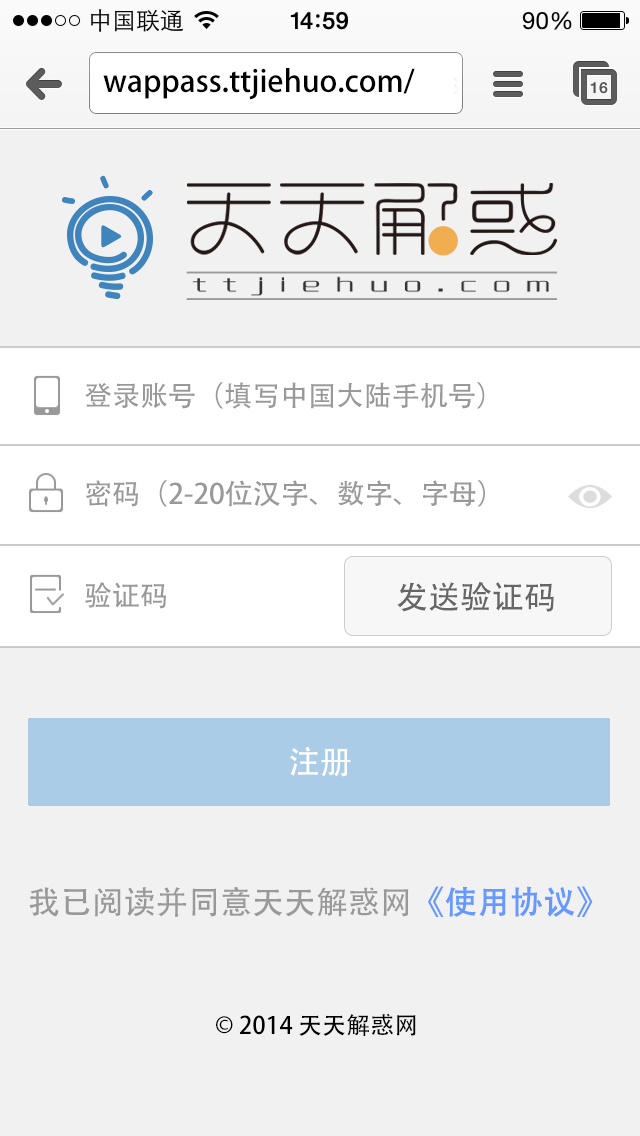 中国联通 14:59 90%
wappass.ttjiehuo.com/ 16
天天解惑
ttjiehuo.com
登录账号（填写中国大陆手机号）
密码（2-20位汉字、数字、字母）
验证码 发送验证码
注册
我已阅读并同意天天解惑网《使用协议》
© 2014 天天解惑网